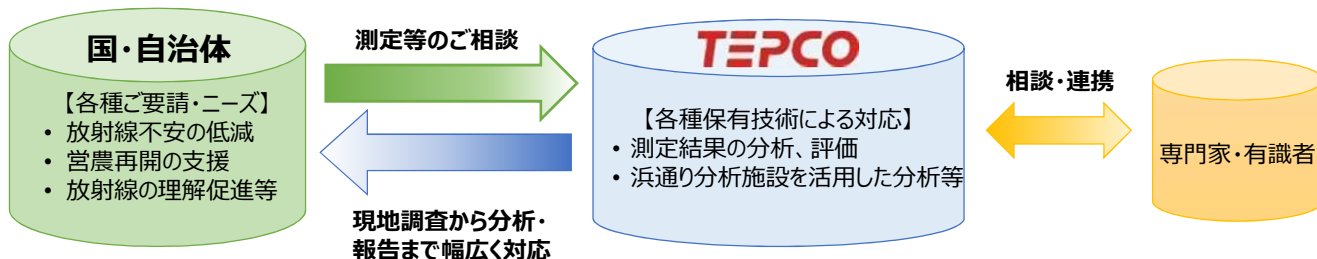 国・自治体
【各種ご要請・ニーズ】
• 放射線不安の低減
• 営農再開の支援
• 放射線の理解促進等
測定等のご相談
現地調査から分析・
報告まで幅広く対応
TEPCO
【各種保有技術による対応】
• 測定結果の分析、評価
• 浜通り分析施設を活用した分析等
相談・連携
専門家・有識者